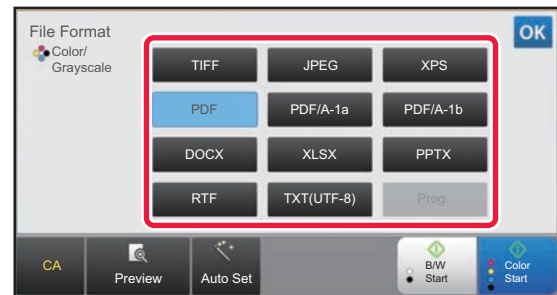 File Format
OK
Color/
Grayscale
TIFF JPEG XPS
PDF PDF/A-1a PDF/A-1b
DOCX XLSX PPTX
RTF TXT(UTF-8) Prog.
CA
Preview
Auto Set
B/W
Start
Color
Start